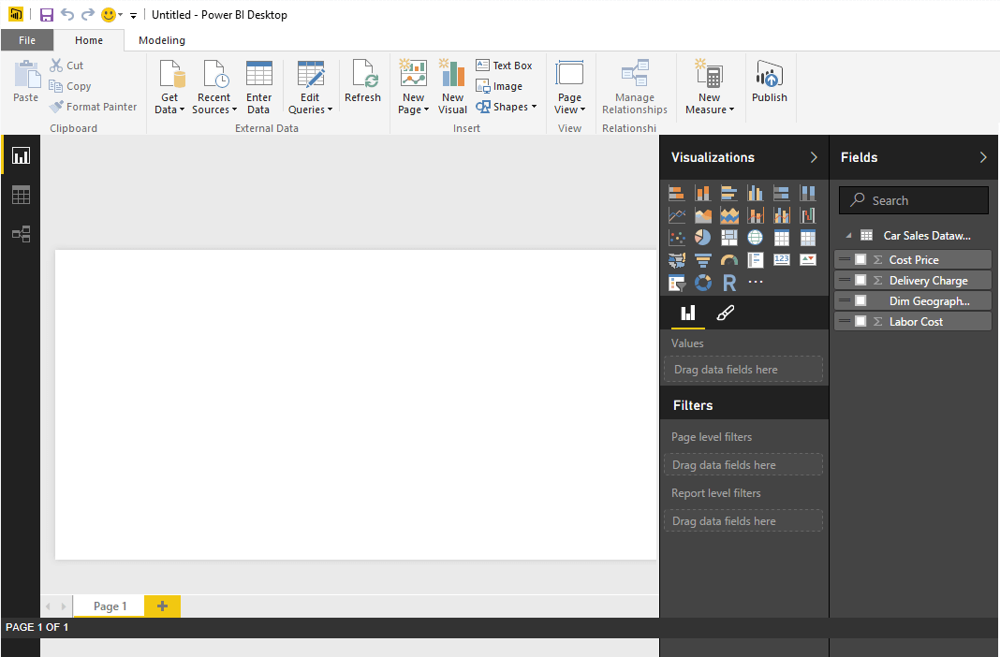 Untitled - Power BI Desktop
File Home Modeling
Paste
Cut
Copy
Format Painter
Clipboard
Get Data
Recent Sources
Enter Data
Edit Queries
Refresh
External Data
New Page
New Visual
Text Box
Image
Shapes
Insert
Page View
View
Manage Relationships
Relationshi
New Measure
Publish
Visualizations
123
R
...
Values
Drag data fields here
Filters
Page level filters
Drag data fields here
Report level filters
Drag data fields here
Fields
Search
Car Sales Dataw...
Σ Cost Price
Σ Delivery Charge
Dim Geograph...
Σ Labor Cost
Page 1 +
PAGE 1 OF 1